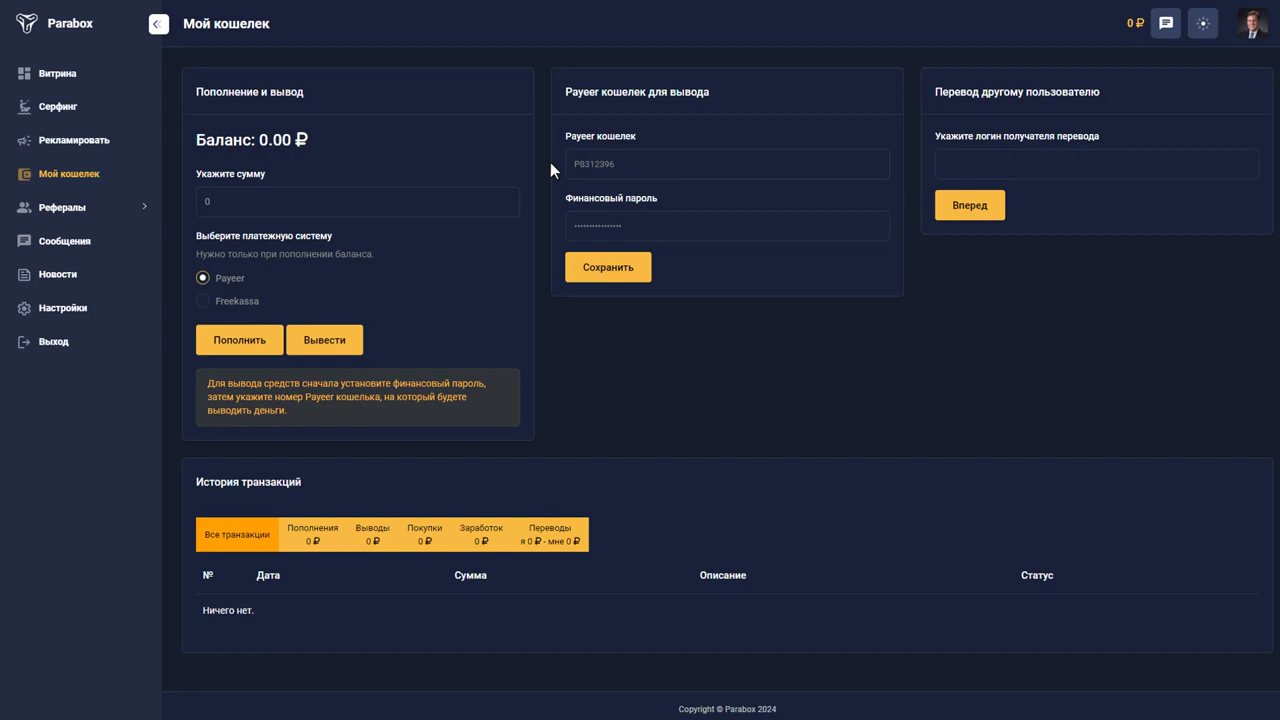 Parabox
Мой кошелек
0 ₽
Витрина
Серфинг
Рекламировать
Мой кошелек
Рефералы
Сообщения
Новости
Настройки
Выход
Пополнение и вывод
Баланс: 0.00 ₽
Укажите сумму
0
Выберите платежную систему
Нужно только при пополнении баланса.
Payeer
Freekassa
Пополнить Вывести
Для вывода средств сначала установите финансовый пароль,
затем укажите номер Payeer кошелька, на который будете
выводить деньги.
Payeer кошелек для вывода
Payeer кошелек
P8312396
Финансовый пароль
Сохранить
Перевод другому пользователю
Укажите логин получателя перевода
Вперед
История транзакций
Все транзакции Пополнения Выводы Покупки Заработок Переводы
0 ₽ 0 ₽ 0 ₽ 0 ₽ я 0 ₽ - мне 0 ₽
№ Дата Сумма Описание Статус
Ничего нет.
Copyright © Parabox 2024